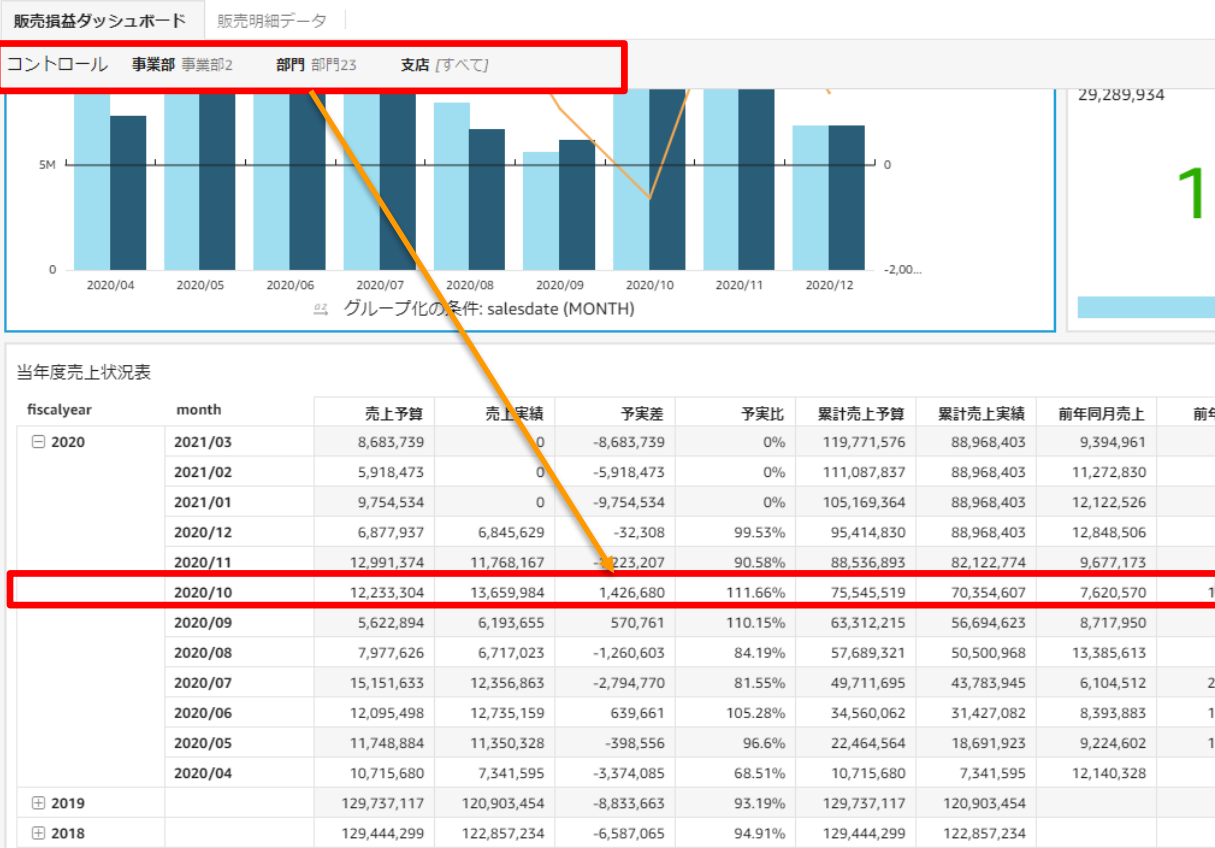 販売損益ダッシュボード 販売明細データ
コントロール 事業部 事業部2 部門 部門23 支店 [すべて]
29,289,934
5M 0
1
0 -2,00...
2020/04 2020/05 2020/06 2020/07 2020/08 2020/09 2020/10 2020/11 2020/12
グループ化の条件: salesdate (MONTH)
当年度売上状況表
fiscalyear month 売上予算 売上実績 予実差 予実比 累計売上予算 累計売上実績 前年同月売上 前年
2020 2021/03 8,683,739 0 -8,683,739 0% 119,771,576 88,968,403 9,394,961
2021/02 5,918,473 0 -5,918,473 0% 111,087,837 88,968,403 11,272,830
2021/01 9,754,534 0 -9,754,534 0% 105,169,364 88,968,403 12,122,526
2020/12 6,877,937 6,845,629 -32,308 99.53% 95,414,830 88,968,403 12,848,506
2020/11 12,991,374 11,768,167 90.58% 88,536,893 82,122,774 9,677,173
2020/10 12,233,304 13,659,984 1,426,680 111.66% 75,545,519 70,354,607 7,620,570 1
2020/09 5,622,894 6,193,655 570,761 110.15% 63,312,215 56,694,623 8,717,950
2020/08 7,977,626 6,717,023 -1,260,603 84.19% 57,689,321 50,500,968 13,385,613
2020/07 15,151,633 12,356,863 -2,794,770 81.55% 49,711,695 43,783,945 6,104,512 2
2020/06 12,095,498 12,735,159 639,661 105.28% 34,560,062 31,427,082 8,393,883 1
2020/05 11,748,884 11,350,328 -398,556 96.6% 22,464,564 18,691,923 9,224,602 1
2020/04 10,715,680 7,341,595 -3,374,085 68.51% 10,715,680 7,341,595 12,140,328
2019 129,737,117 120,903,454 -8,833,663 93.19% 129,737,117 120,903,454
2018 129,444,299 122,857,234 -6,587,065 94.91% 129,444,299 122,857,234